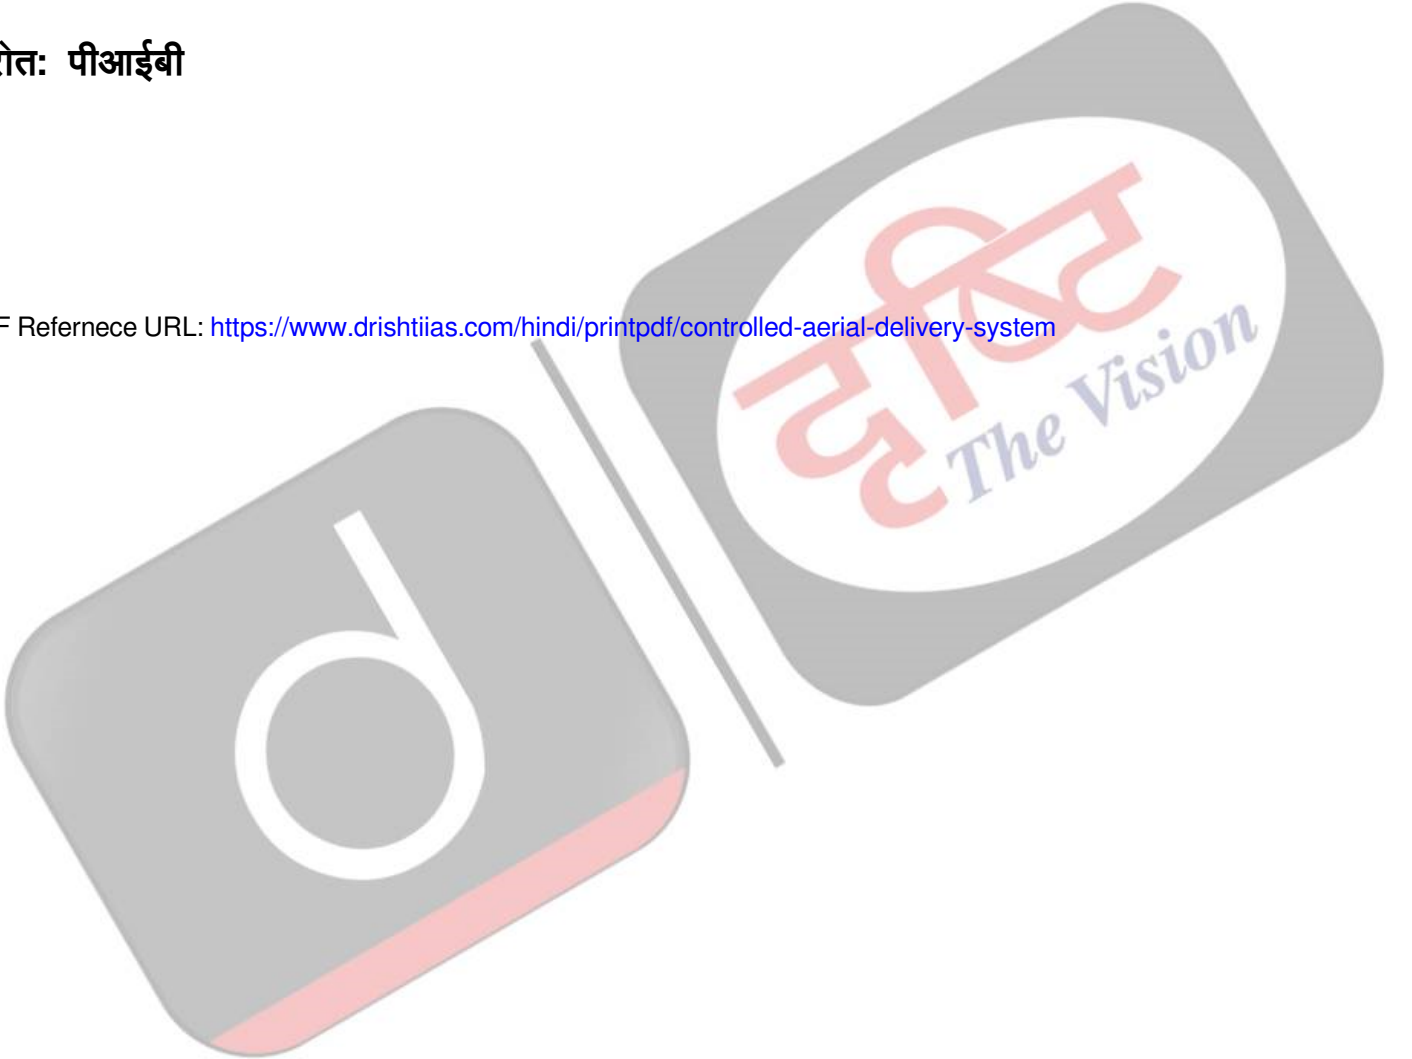 रोत: पीआईबी
F Refernece URL: https://www.drishtiias.com/hindi/printpdf/controlled-aerial-delivery-system
दृष्टि
The Vision
d